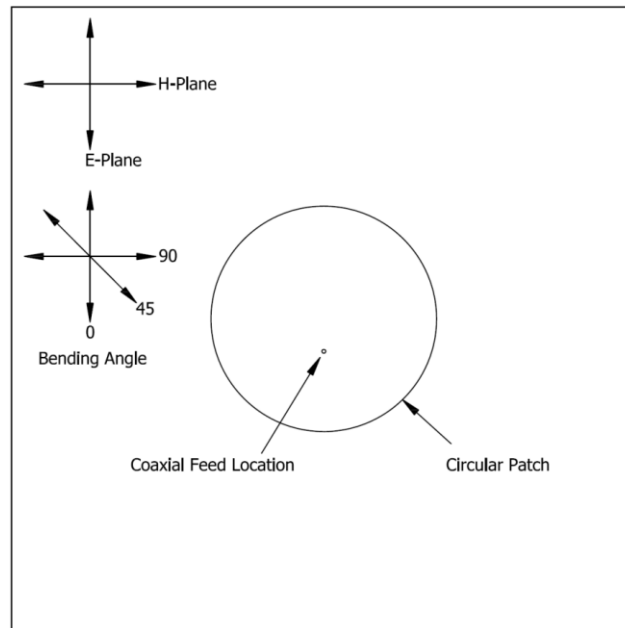 H-Plane
E-Plane
90
45
0
Bending Angle
Coaxial Feed Location
Circular Patch